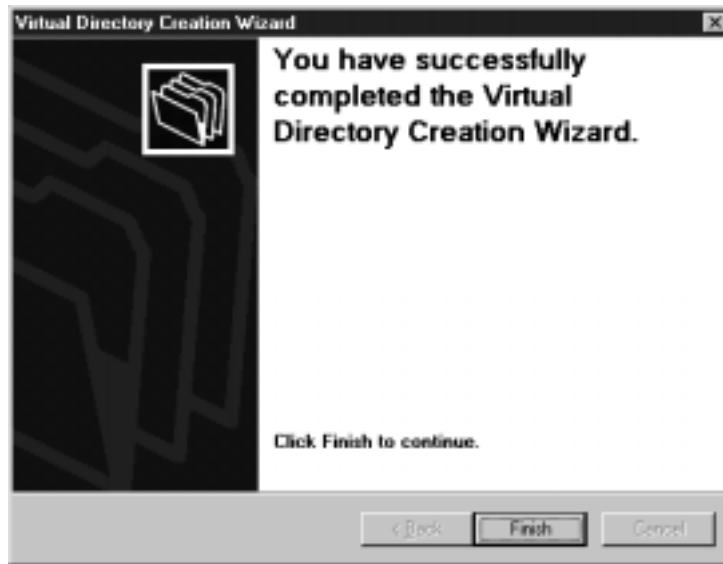 Virtual Directory Creation Wizard
You have successfully
completed the Virtual
Directory Creation Wizard.
Click Finish to continue.
< Back Finish Cancel